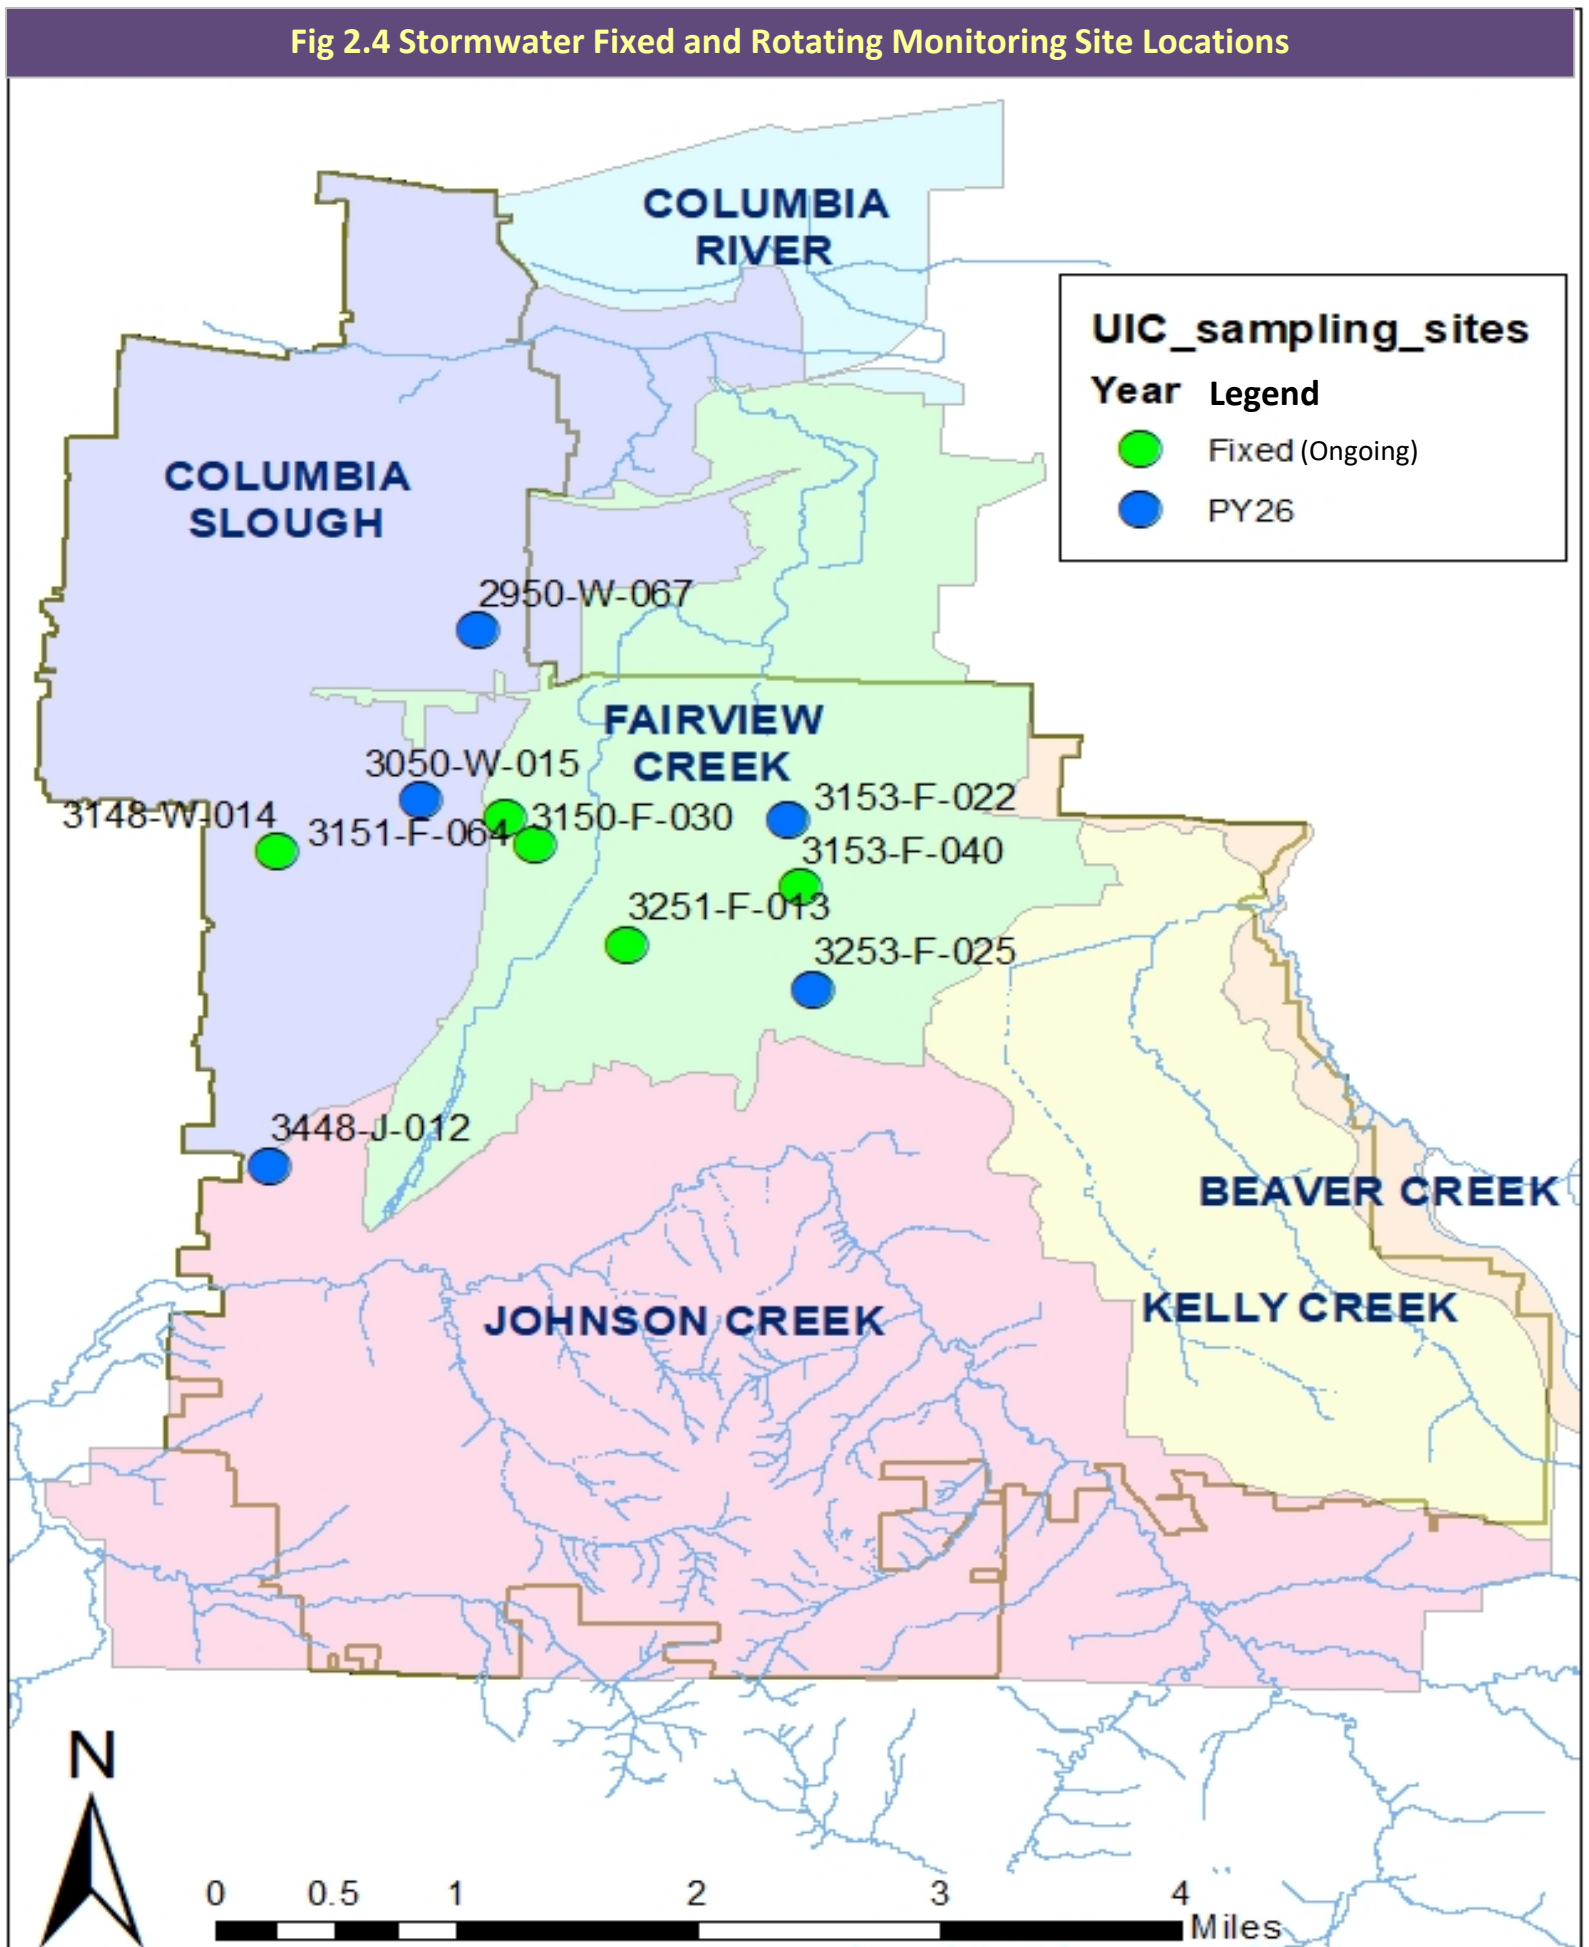 Fig 2.4 Stormwater Fixed and Rotating Monitoring Site Locations
COLUMBIA
RIVER
UIC_sampling_sites
Year Legend
Fixed (Ongoing)
PY26
COLUMBIA
SLOUGH
2950-W-067
FAIRVIEW
CREEK
3050-W-015
3148-W-014
3151-F-064
3150-F-030
3153-F-022
3153-F-040
3251-F-013
3253-F-025
3448-J-012
BEAVER CREEK
JOHNSON CREEK
KELLY CREEK
N
0 0.5 1 2 3 4
Miles